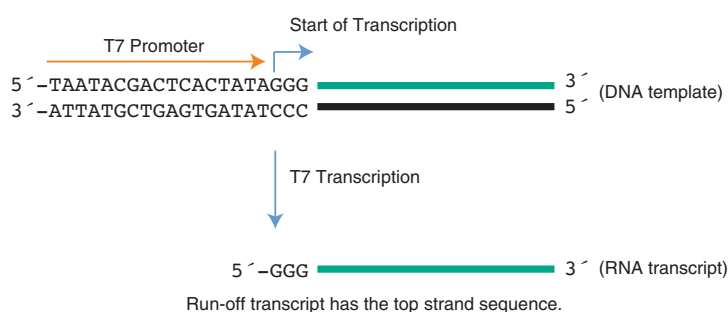 T7 Promoter
Start of Transcription
5´-TAATACGACTCACTATAGGG 3´
(DNA template)
3´-ATTATGCTGAGTGATATCCC 5´
T7 Transcription
5´-GGG 3´ (RNA transcript)
Run-off transcript has the top strand sequence.